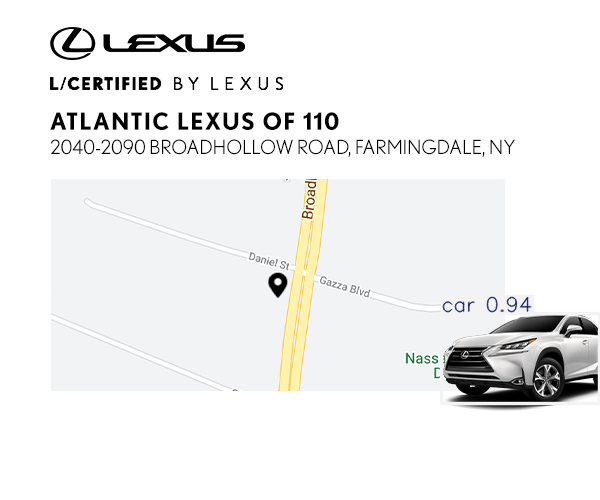 LEXUS
L/CERTIFIED BY LEXUS
ATLANTIC LEXUS OF 110
2040-2090 BROADHOLLOW ROAD, FARMINGDALE, NY
Daniel St
Gazza Blvd
car 0.94